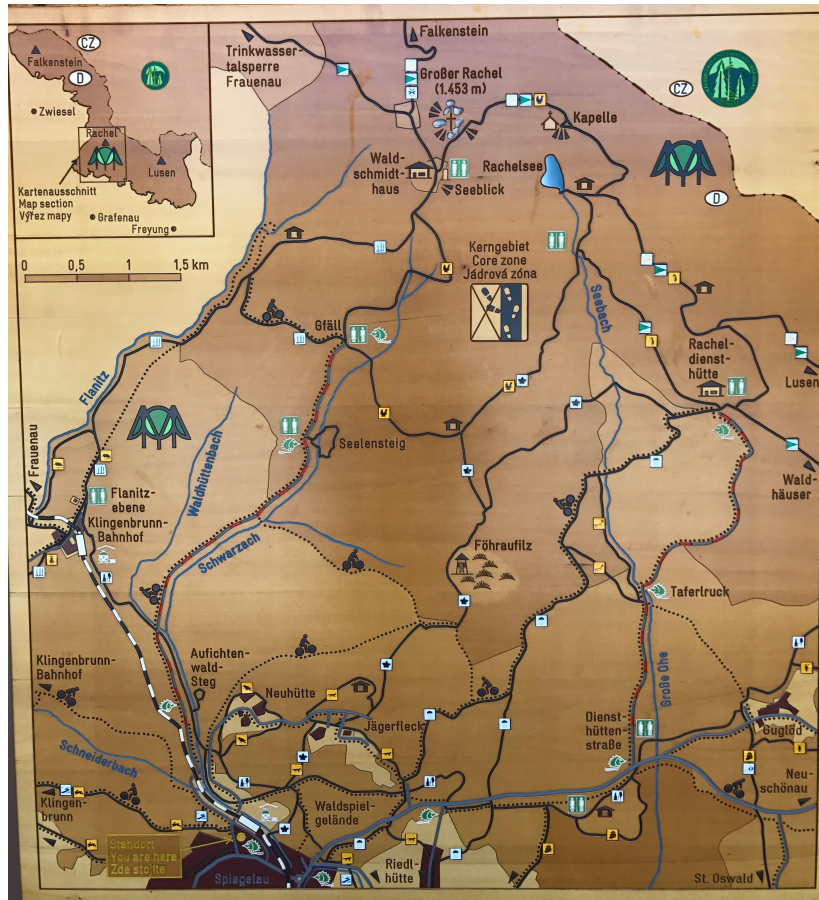 CZ
Falkenstein
D
Zwiesel
Rachel
Lusen
Kartenausschnitt
Map section
Výřez mapy
Grafenau
Freyung
0 0,5 1 1,5 km
Trinkwasser-
talsperre
Frauenau
Falkenstein
Großer Rachel
(1.453 m)
CZ
D
Kapelle
Wald-
schmidt-
haus
Seeblick
Rachelsee
Kerngebiet
Core zone
Jádrová zóna
Seebach
Gfäll
Flanitz
Rachel-
dienst-
hütte
Lusen
Seelensteig
Waldhüttenbach
Frauenau
Flanitz-
ebene
Klingenbrunn-
Bahnhof
Wald-
häuser
Schwarzach
Föhraufilz
Taferlruck
Klingenbrunn-
Bahnhof
Aufichten-
wald-
Steg
Neuhütte
Jägerfleck
Große Ohe
Dienst-
hütten-
straße
Guglöd
Schneiderbach
Neu-
schönau
Klingen-
brunn
Waldspiel-
gelände
Standort
You are here
Zde stojíte
Spiegelau
Riedl-
hütte
St. Oswald